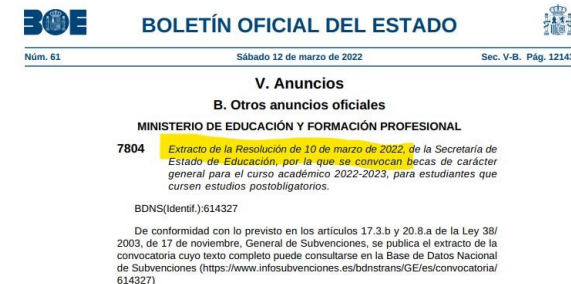 BOE
BOLETÍN OFICIAL DEL ESTADO
Núm. 61
Sábado 12 de marzo de 2022
Sec. V-B. Pág. 12143
V. Anuncios
B. Otros anuncios oficiales
MINISTERIO DE EDUCACIÓN Y FORMACIÓN PROFESIONAL
7804
Extracto de la Resolución de 10 de marzo de 2022, de la Secretaría de
Estado de Educación, por la que se convocan becas de carácter
general para el curso académico 2022-2023, para estudiantes que
cursen estudios postobligatorios.
BDNS(Identif.):614327
De conformidad con lo previsto en los artículos 17.3.b y 20.8.a de la Ley 38/
2003, de 17 de noviembre, General de Subvenciones, se publica el extracto de la
convocatoria cuyo texto completo puede consultarse en la Base de Datos Nacional
de Subvenciones (https://www.infosubvenciones.es/bdnstrans/GE/es/convocatoria/
614327)